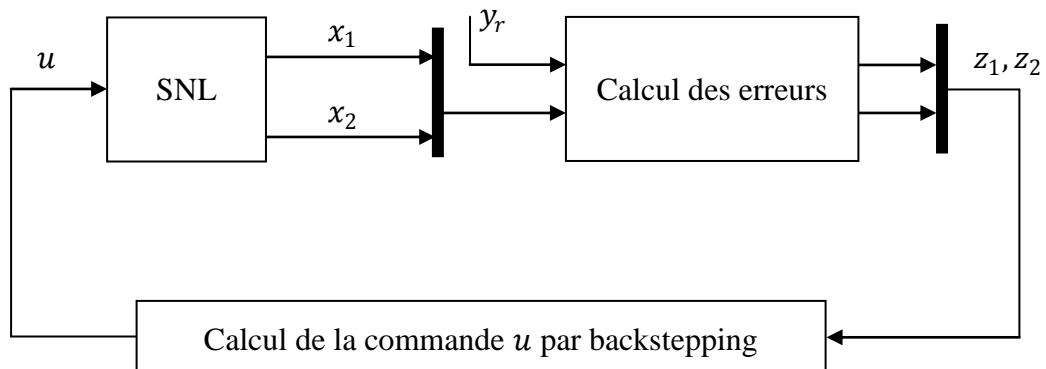 u
SNL
x₁
x₂
yᵣ
Calcul des erreurs
z₁, z₂
Calcul de la commande u par backstepping